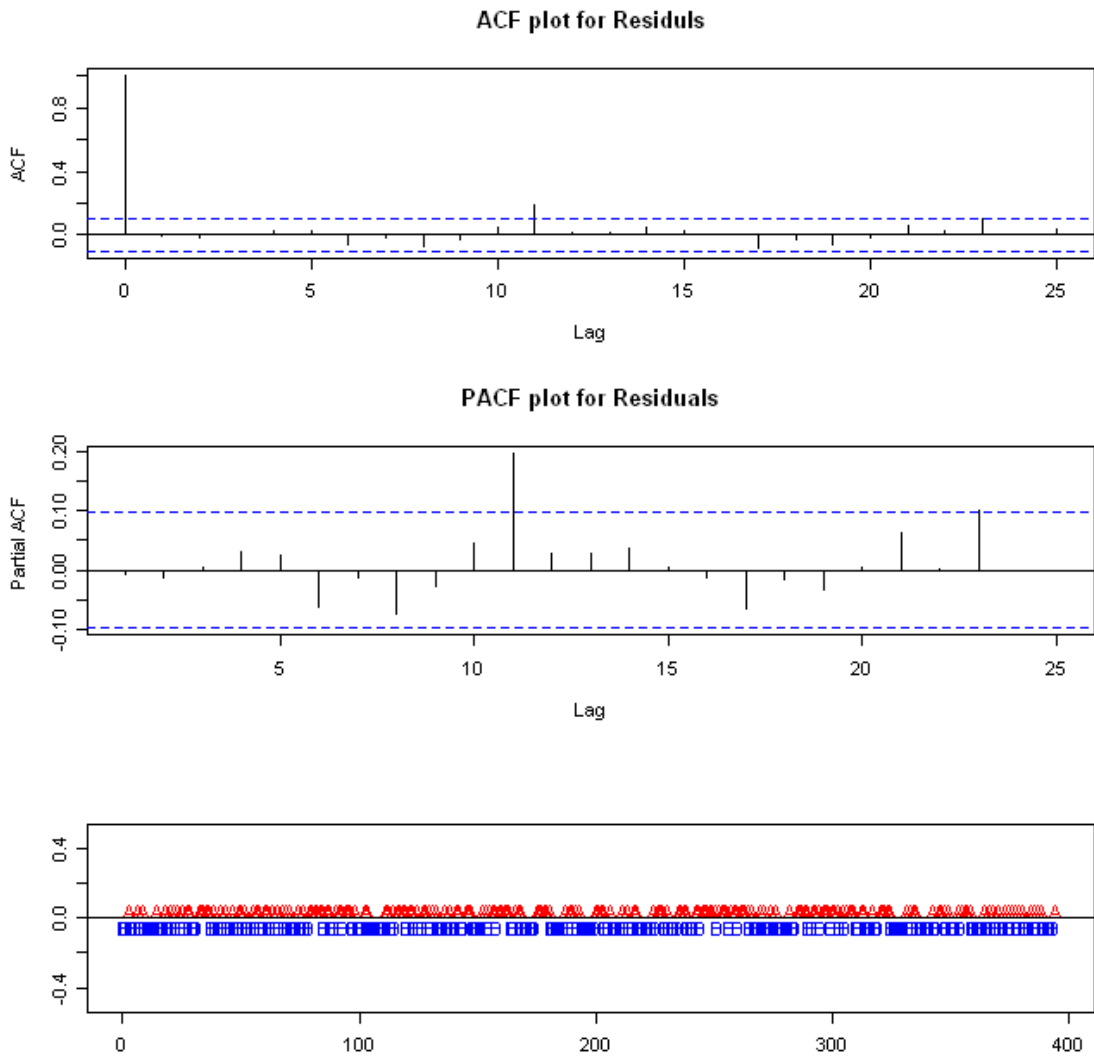 ACF plot for Residuls
ACF
0.0 0.4 0.8
0 5 10 15 20 25
Lag
PACF plot for Residuals
Partial ACF
-0.10 0.00 0.10 0.20
5 10 15 20 25
Lag
-0.4 0.0 0.4
0 100 200 300 400